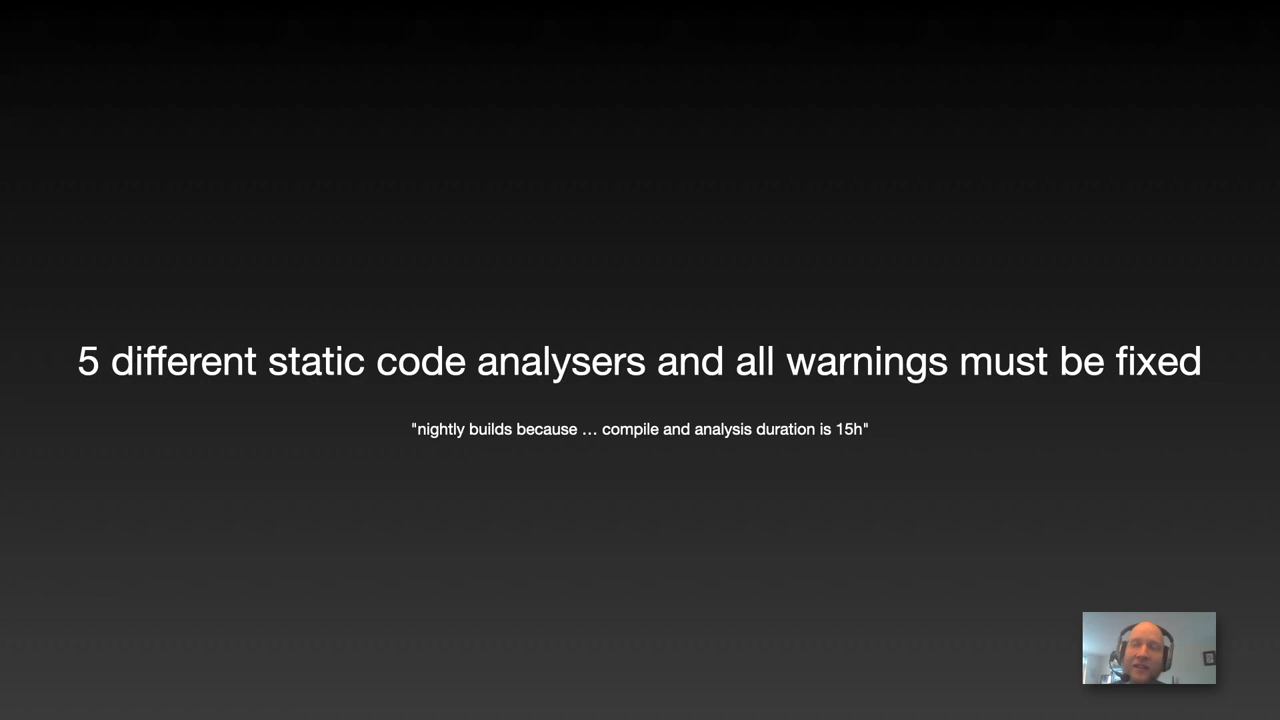 5 different static code analysers and all warnings must be fixed
"nightly builds because … compile and analysis duration is 15h"